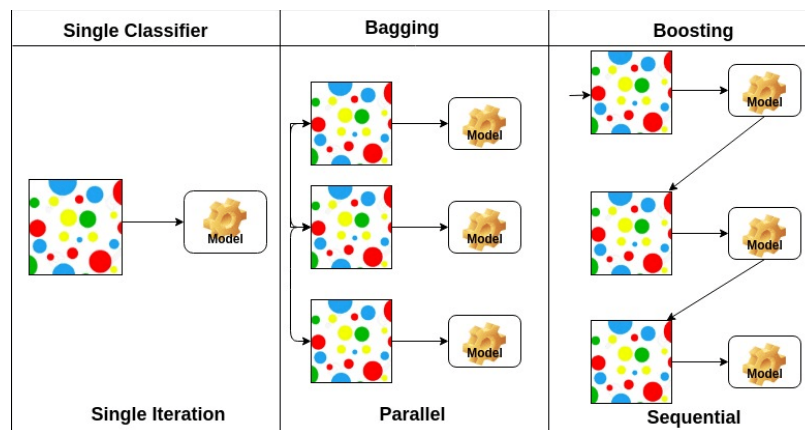 Single Classifier
Bagging
Boosting
Model
Model
Model
Model
Model
Model
Model
Single Iteration
Parallel
Sequential